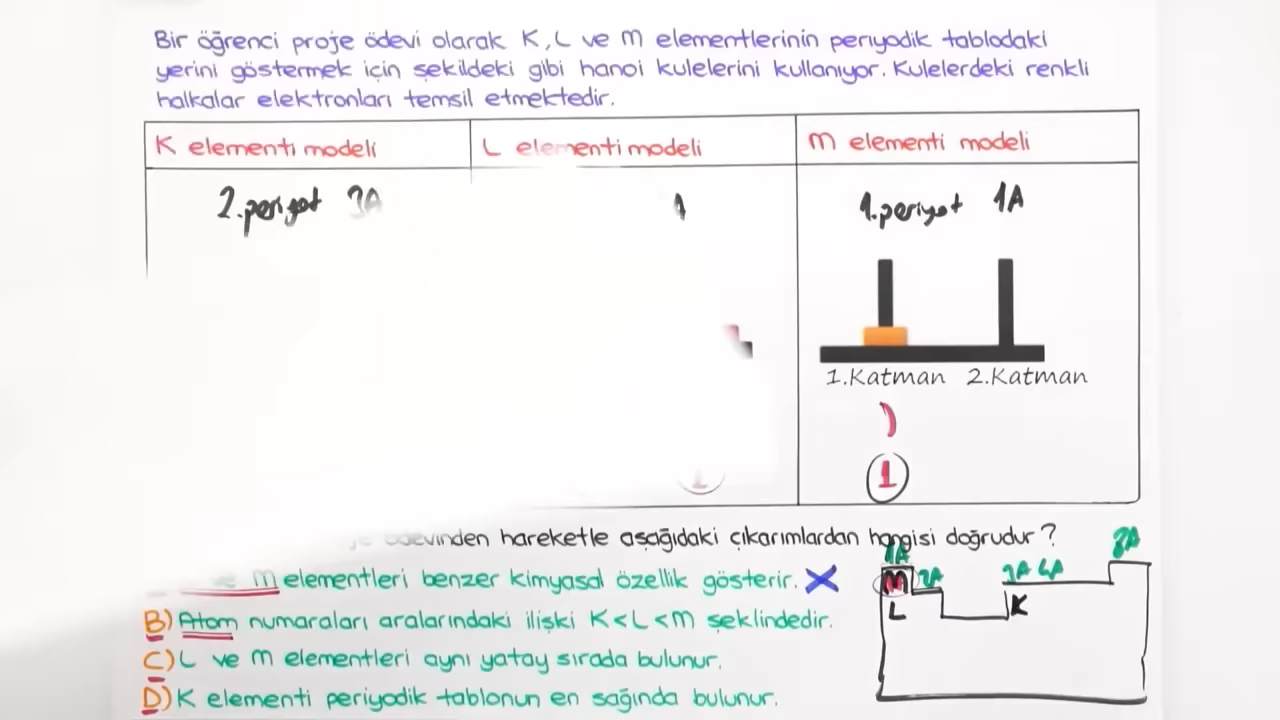 Bir öğrenci proje ödevi olarak K, L ve M elementlerinin periyodik tablodaki
yerini göstermek için şekildeki gibi hanoi kulelerini kullanıyor. Kulelerdeki renkli
halkalar elektronları temsil etmektedir.
K elementi modeli
L elementi modeli
M elementi modeli
2.periyot 3A
1.periyot 1A
1.Katman 2.Katman
)
1
ödevinden hareketle aşağıdaki çıkarımlardan hangisi doğrudur?
M elementleri benzer kimyasal özellik gösterir. X
B) Atom numaraları aralarındaki ilişki K<L<M şeklindedir.
C) L ve M elementleri aynı yatay sırada bulunur.
D) K elementi periyodik tablonun en sağında bulunur.
1A 8A
M 2A 3A 4A
L K